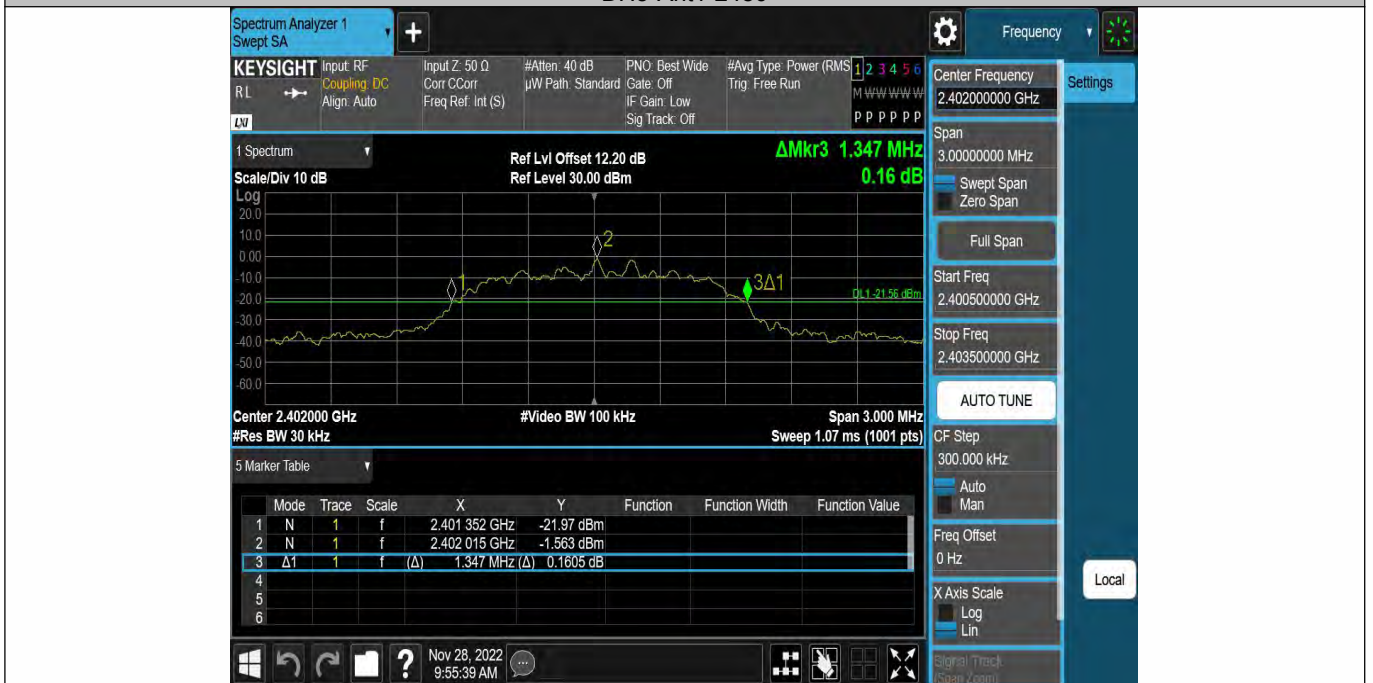 Spectrum Analyzer 1
Swept SA
+
Frequency
KEYSIGHT
RL
LXI
Input: RF
Coupling: DC
Align: Auto
Input Z: 50 Ω
Corr CCorr
Freq Ref: Int (S)
#Atten: 40 dB
µW Path: Standard
PNO: Best Wide
Gate: Off
IF Gain: Low
Sig Track: Off
#Avg Type: Power (RMS
Trig: Free Run
1 2 3 4 5 6
M W W W W W
P P P P P P
1 Spectrum
Scale/Div 10 dB
Ref Lvl Offset 12.20 dB
Ref Level 30.00 dBm
ΔMkr3 1.347 MHz
0.16 dB
Log
20.0
10.0
0.00
-10.0
-20.0
-30.0
-40.0
-50.0
-60.0
1
2
3Δ1
DL1 -21.56 dBm
Center 2.402000 GHz
#Video BW 100 kHz
Span 3.000 MHz
#Res BW 30 kHz
Sweep 1.07 ms (1001 pts)
5 Marker Table
Mode Trace Scale X Y Function Function Width Function Value
1 N 1 f 2.401 352 GHz -21.97 dBm
2 N 1 f 2.402 015 GHz -1.563 dBm
3 Δ1 1 f (Δ) 1.347 MHz (Δ) 0.1605 dB
4
5
6
?
Nov 28, 2022
9:55:39 AM
Center Frequency
2.402000000 GHz
Settings
Span
3.00000000 MHz
Swept Span
Zero Span
Full Span
Start Freq
2.400500000 GHz
Stop Freq
2.403500000 GHz
AUTO TUNE
CF Step
300.000 kHz
Auto
Man
Freq Offset
0 Hz
Local
X Axis Scale
Log
Lin
Signal Track
(Span Zoom)